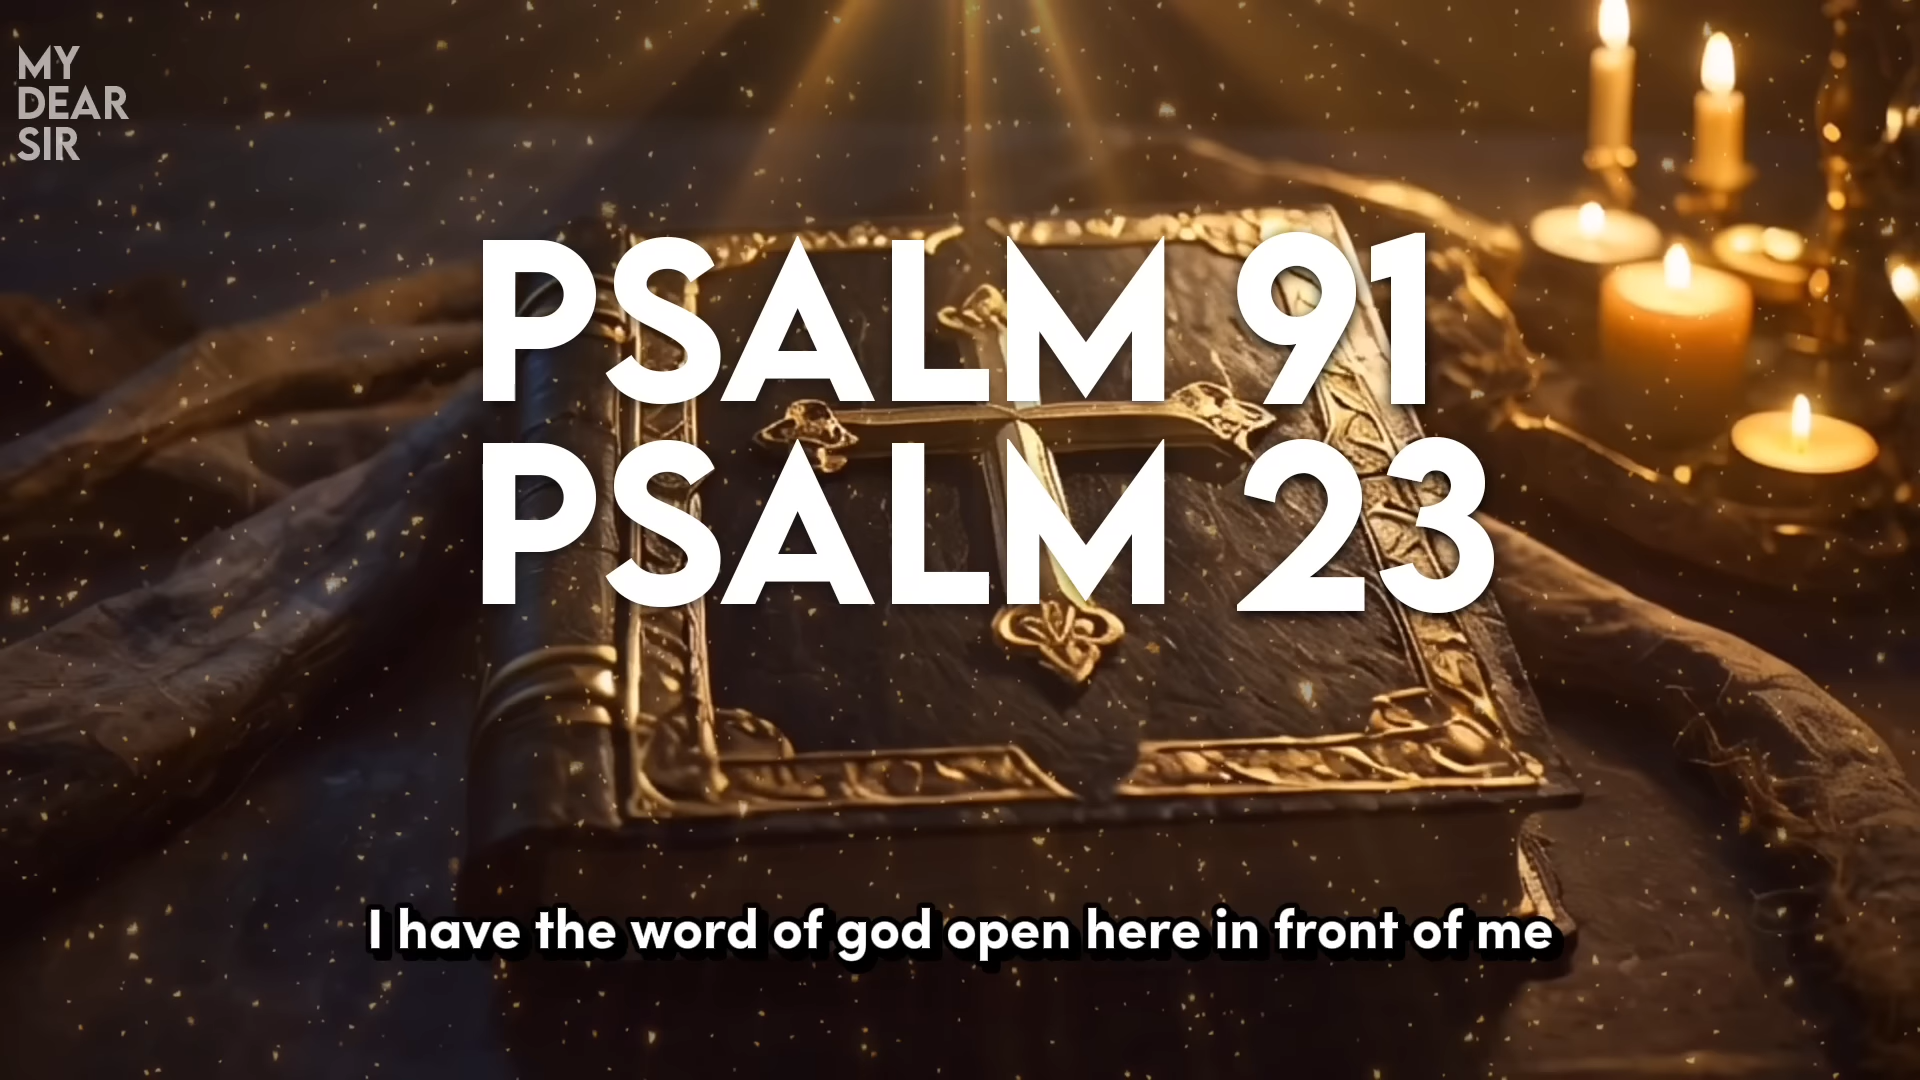 MY
DEAR
SIR
PSALM 91
PSALM 23
I have the word of god open here in front of me